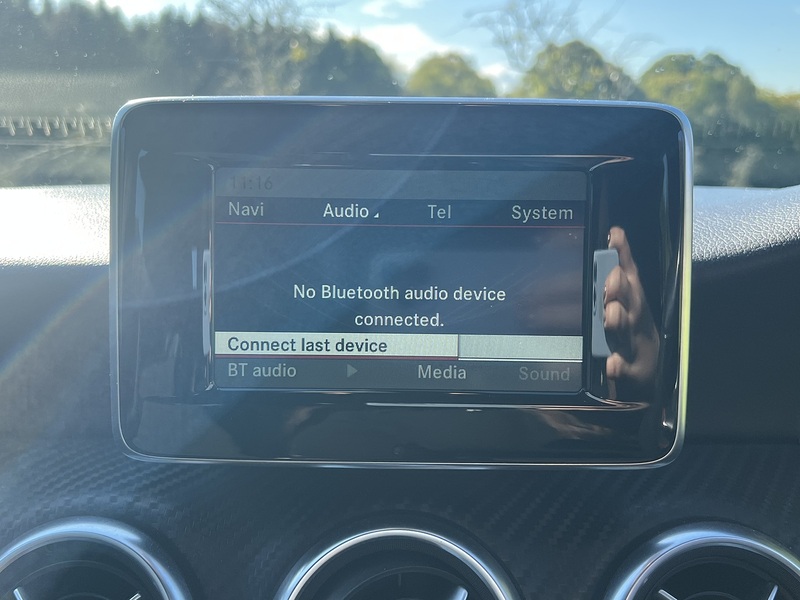 11:16
Navi Audio Tel System
No Bluetooth audio device
connected.
Connect last device
BT audio Media Sound